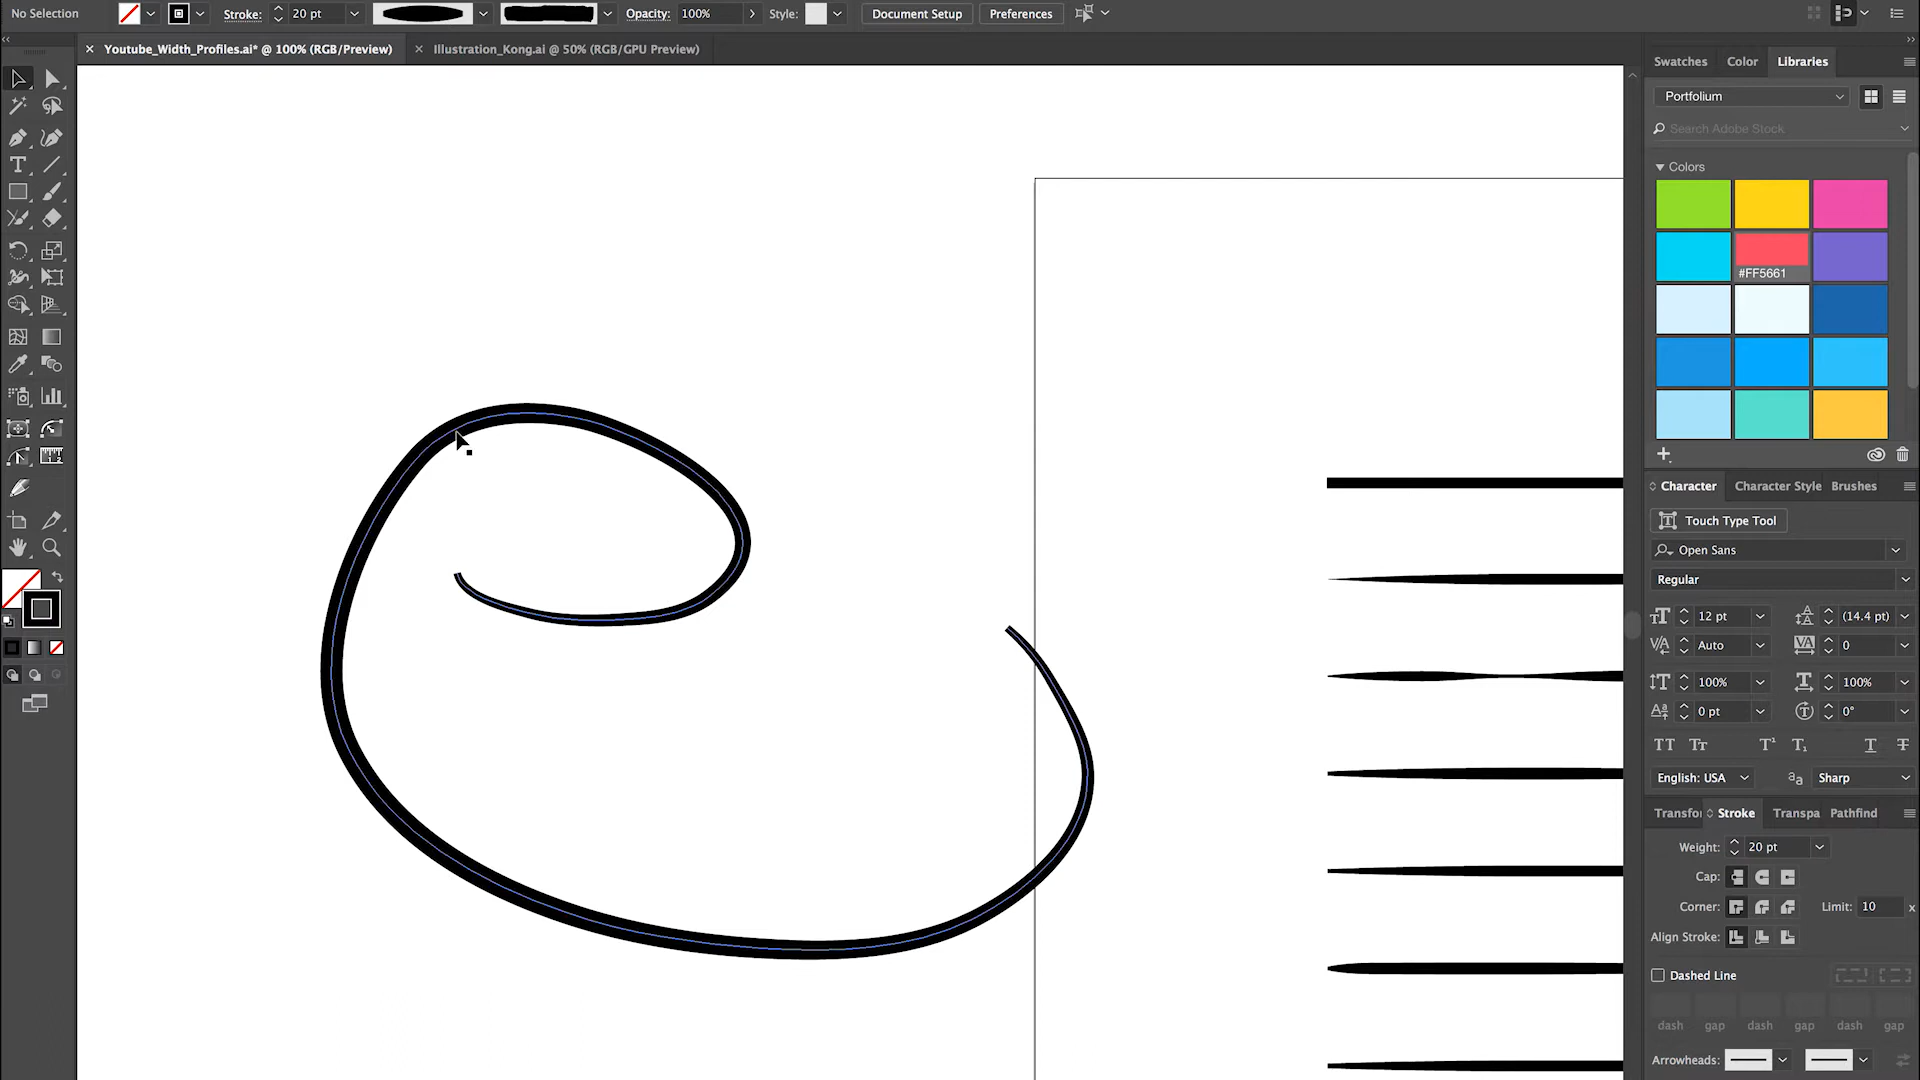 No Selection
Stroke:
20 pt
Opacity:
100%
Style:
Document Setup
Preferences
Youtube_Width_Profiles.ai* @ 100% (RGB/Preview)
Illustration_Kong.ai @ 50% (RGB/GPU Preview)
Swatches
Color
Libraries
Portfolium
Search Adobe Stock
Colors
#FF5661
Character
Character Style
Brushes
Touch Type Tool
Open Sans
Regular
12 pt
(14.4 pt)
Auto
0
100%
100%
0 pt
0°
English: USA
Sharp
Transfor
Stroke
Transpa
Pathfind
Weight:
20 pt
Cap:
Corner:
Limit:
10
x
Align Stroke:
Dashed Line
dash
gap
dash
gap
dash
gap
Arrowheads: